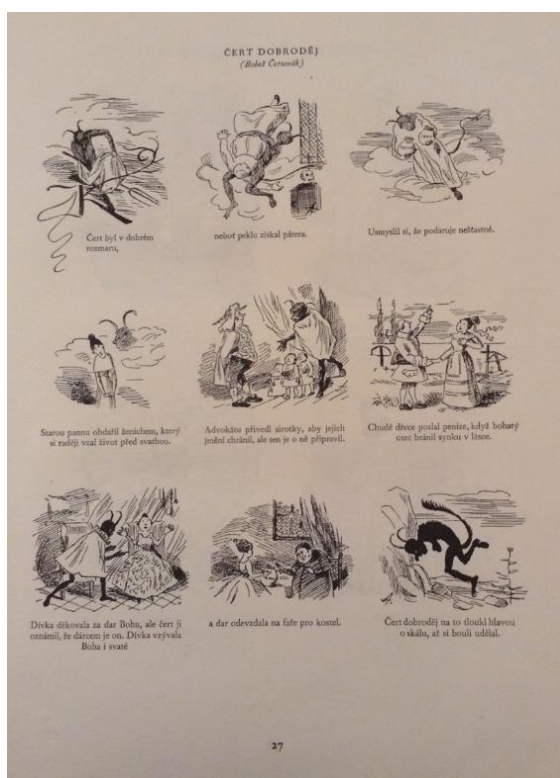 ČERT DOBRODĚJ
Čert byl v dobrém
rozmaru,
neboť peklu získal pátera.
Usmyslil si, že podaruje nešťastné.
Starou pannu obdařil ženichem, který
si raději vzal život před svatbou.
Advokátu přivedl sirotky, aby jejich
jmění chránil, ale ten je o ně připravil.
Chudé dívce poslal peníze, když bohatý
otec bránil synku v lásce.
Dívka děkovala za dar Bohu, ale čert jí
oznámil, že dárcem je on. Dívka vzývala
Boha i svaté
a dar odevzdala na faře pro kostel.
Čert dobroděj na to tloukl hlavou
o skálu, až si bouli udělal.
27